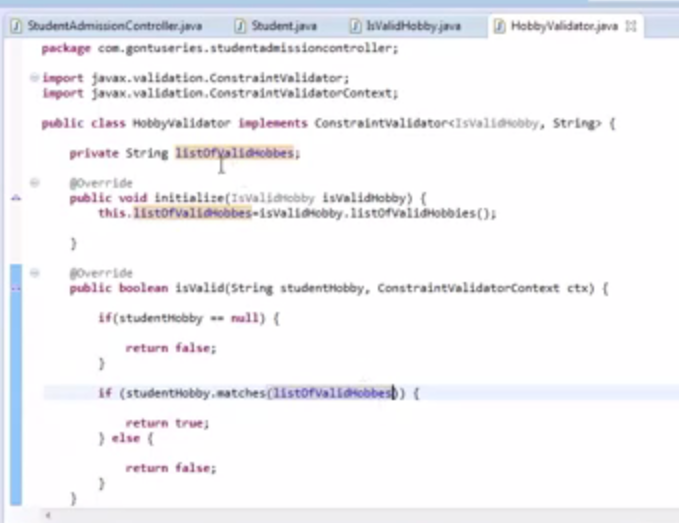 StudentAdmissionController.java Student.java IsValidHobby.java HobbyValidator.java
package com.gontuseries.studentadmissioncontroller;
import javax.validation.ConstraintValidator;
import javax.validation.ConstraintValidatorContext;
public class HobbyValidator implements ConstraintValidator<IsValidHobby, String> {
private String listOfValidHobbes;
@Override
public void initialize(IsValidHobby isValidHobby) {
this.listOfValidHobbes=isValidHobby.listOfValidHobbies();
}
@Override
public boolean isValid(String studentHobby, ConstraintValidatorContext ctx) {
if(studentHobby == null) {
return false;
}
if (studentHobby.matches(listOfValidHobbes)) {
return true;
} else {
return false;
}
}